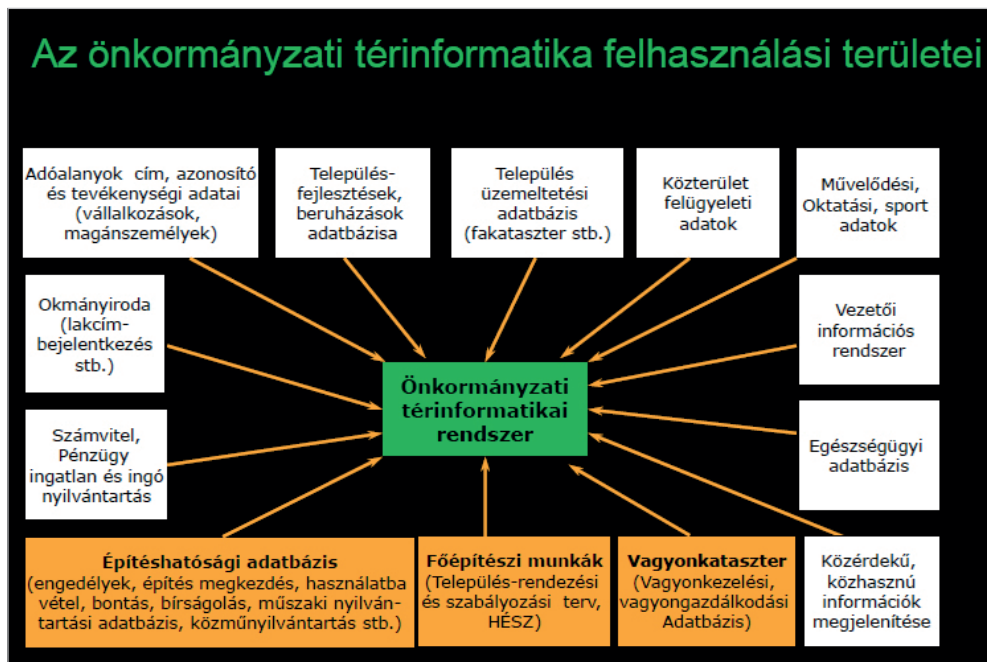 Az önkormányzati térinformatika felhasználási területei
Adóalanyok cím, azonosító
és tevékenységi adatai
(vállalkozások,
magánszemélyek)
Település-
fejlesztések,
beruházások
adatbázisa
Település
üzemeltetési
adatbázis
(fakataszter stb.)
Közterület
felügyeleti
adatok
Művelődési,
Oktatási, sport
adatok
Okmányiroda
(lakcím-
bejelentkezés
stb.)
Vezetői
információs
rendszer
Önkormányzati
térinformatikai
rendszer
Számvitel,
Pénzügy
ingatlan és ingó
nyilvántartás
Egészségügyi
adatbázis
Építéshatósági adatbázis
(engedélyek, építés megkezdés, használatba
vétel, bontás, bírságolás, műszaki nyilván-
tartási adatbázis, közműnyilvántartás stb.)
Főépítészi munkák
(Település-rendezési
és szabályozási terv,
HÉSZ)
Vagyonkataszter
(Vagyonkezelési,
vagyongazdálkodási
Adatbázis)
Közérdekű,
közhasznú
információk
megjelenítése